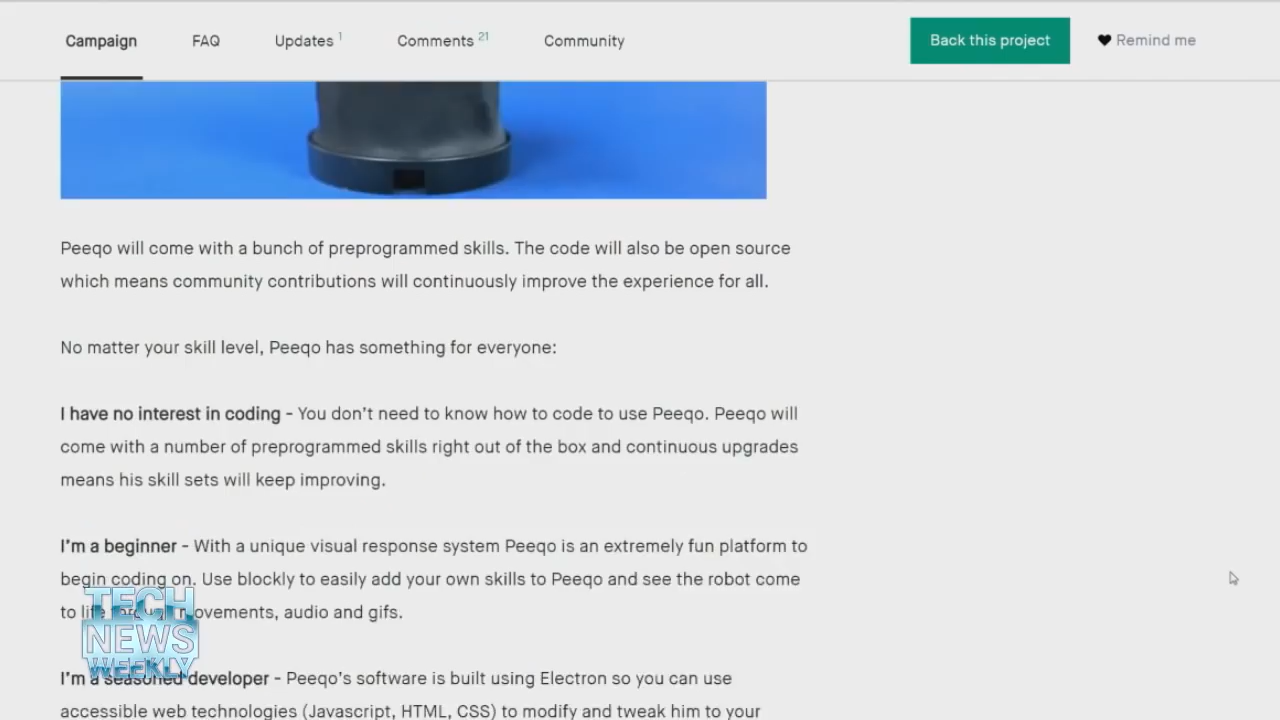 Campaign FAQ Updates 1 Comments 21 Community Back this project Remind me
Peeqo will come with a bunch of preprogrammed skills. The code will also be open source
which means community contributions will continuously improve the experience for all.
No matter your skill level, Peeqo has something for everyone:
I have no interest in coding - You don't need to know how to code to use Peeqo. Peeqo will
come with a number of preprogrammed skills right out of the box and continuous upgrades
means his skill sets will keep improving.
I'm a beginner - With a unique visual response system Peeqo is an extremely fun platform to
begin coding on. Use blockly to easily add your own skills to Peeqo and see the robot come
to life through movements, audio and gifs.
I'm a seasoned developer - Peeqo's software is built using Electron so you can use
accessible web technologies (Javascript, HTML, CSS) to modify and tweak him to your
TECH
NEWS
WEEKLY